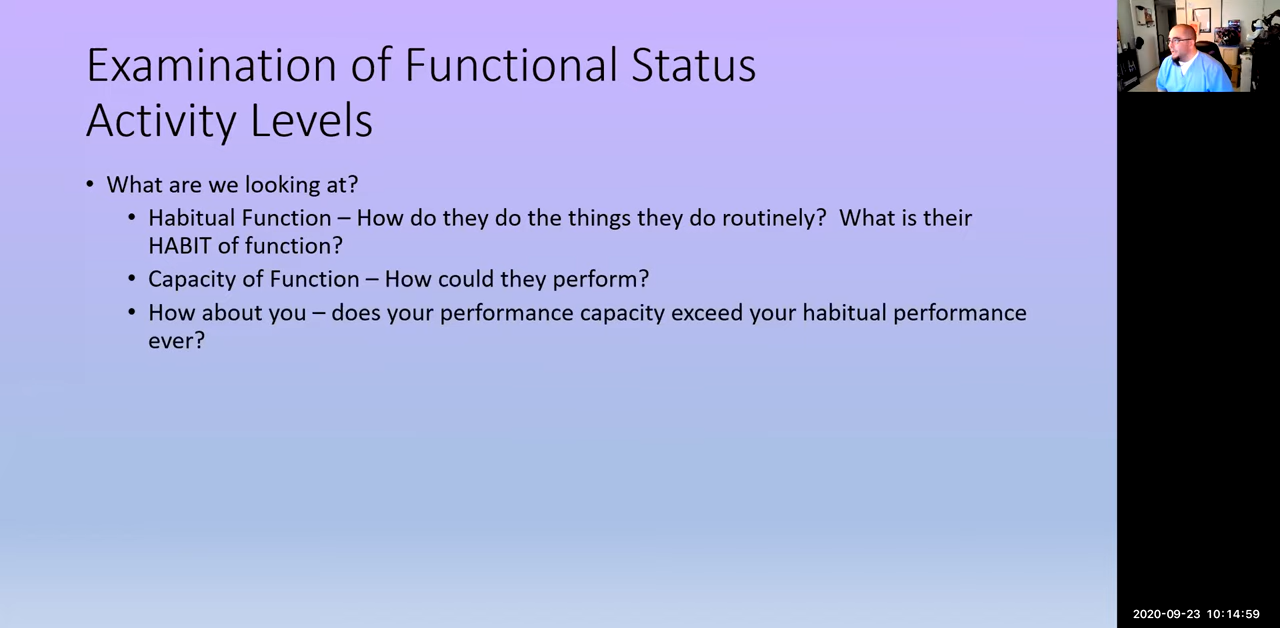 Examination of Functional Status
Activity Levels
• What are we looking at?
• Habitual Function – How do they do the things they do routinely?  What is their
HABIT of function?
• Capacity of Function – How could they perform?
• How about you – does your performance capacity exceed your habitual performance
ever?
2020-09-23 10:14:59